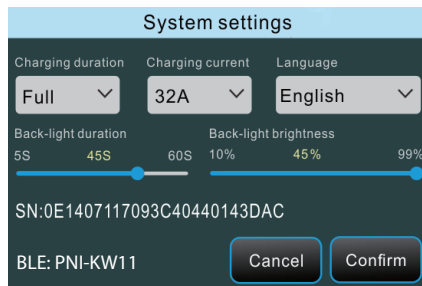 System settings
Charging duration Charging current Language
Full 32A English
Back-light duration Back-light brightness
5S 45S 60S 10% 45% 99%
SN:0E1407117093C40440143DAC
BLE: PNI-KW11 Cancel Confirm